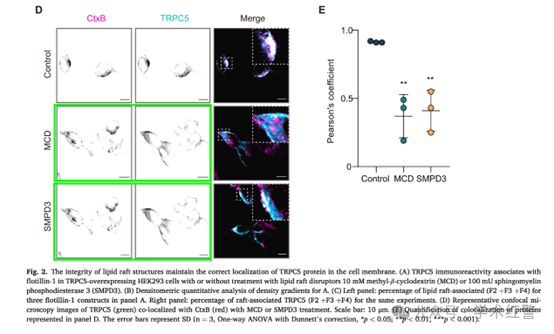 D
CtxB TRPC5 Merge
Control
MCD
SMPD3
E
Pearson's coefficient
1.0
0.5
0
**
**
Control MCD SMPD3
Fig. 2. The integrity of lipid raft structures maintain the correct localization of TRPC5 protein in the cell membrane. (A) TRPC5 immunoreactivity associates with
flotillin-1 in TRPC5-overexpressing HEK293 cells with or without treatment with lipid raft disruptors 10 mM methyl-β-cyclodextrin (MCD) or 100 mU sphingomyelin
phosphodiesterase 3 (SMPD3). (B) Densitometric quantitative analysis of density gradients for A. (C) Left panel: percentage of lipid raft-associated (F2 +F3 +F4) for
three flotillin-1 constructs in panel A. Right panel: percentage of raft-associated TRPC5 (F2 +F3 +F4) for the same experiments. (D) Representative confocal mi-
croscopy images of TRPC5 (green) co-localized with CtxB (red) with MCD or SMPD3 treatment. Scale bar: 10 μm. Quantification of colocalization of proteins
represented in panel D. The error bars represent SD (n = 3, One-way ANOVA with Dunnett's correction, *p < 0.05; **p < 0.01; ***p < 0.001).